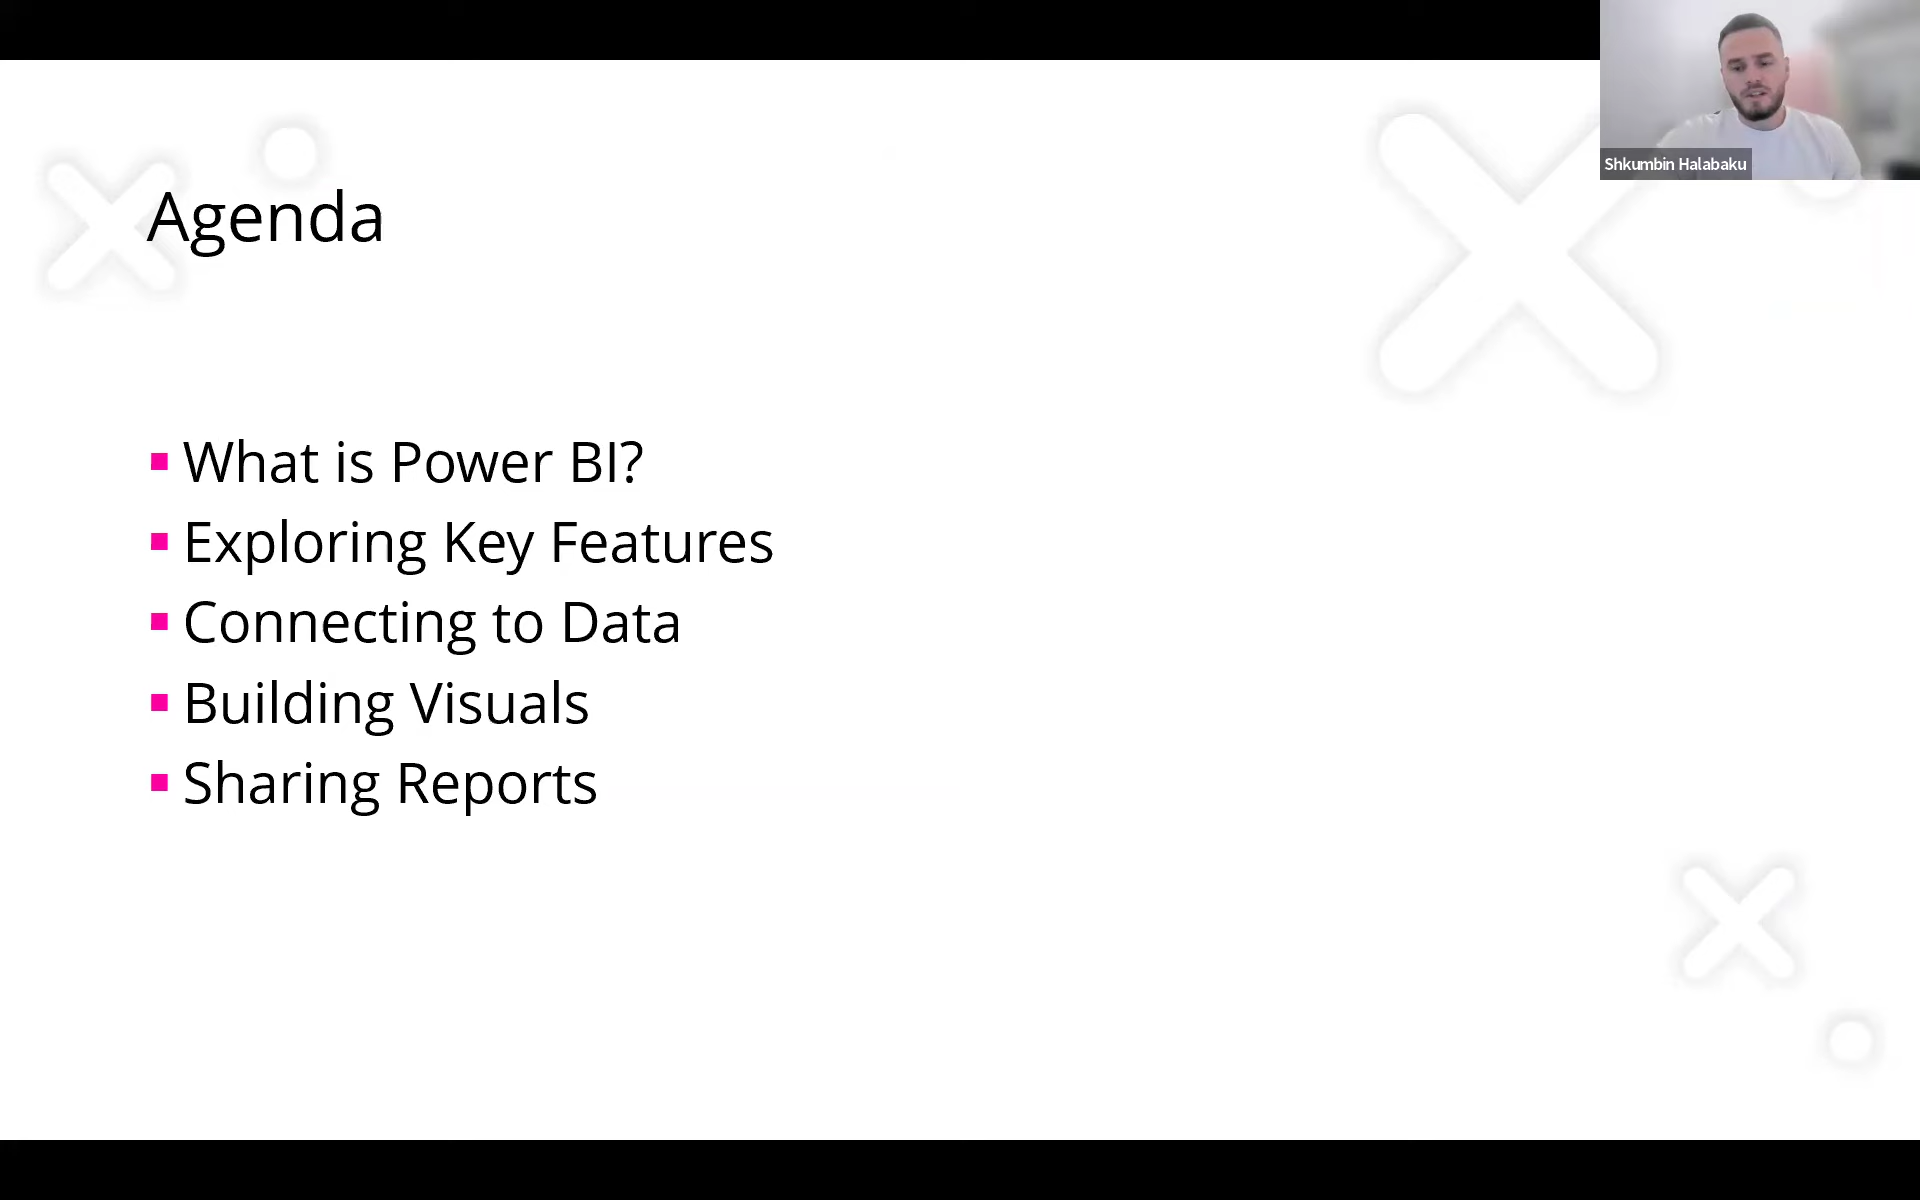 Shkumbin Halabaku
Agenda
What is Power BI?
Exploring Key Features
Connecting to Data
Building Visuals
Sharing Reports